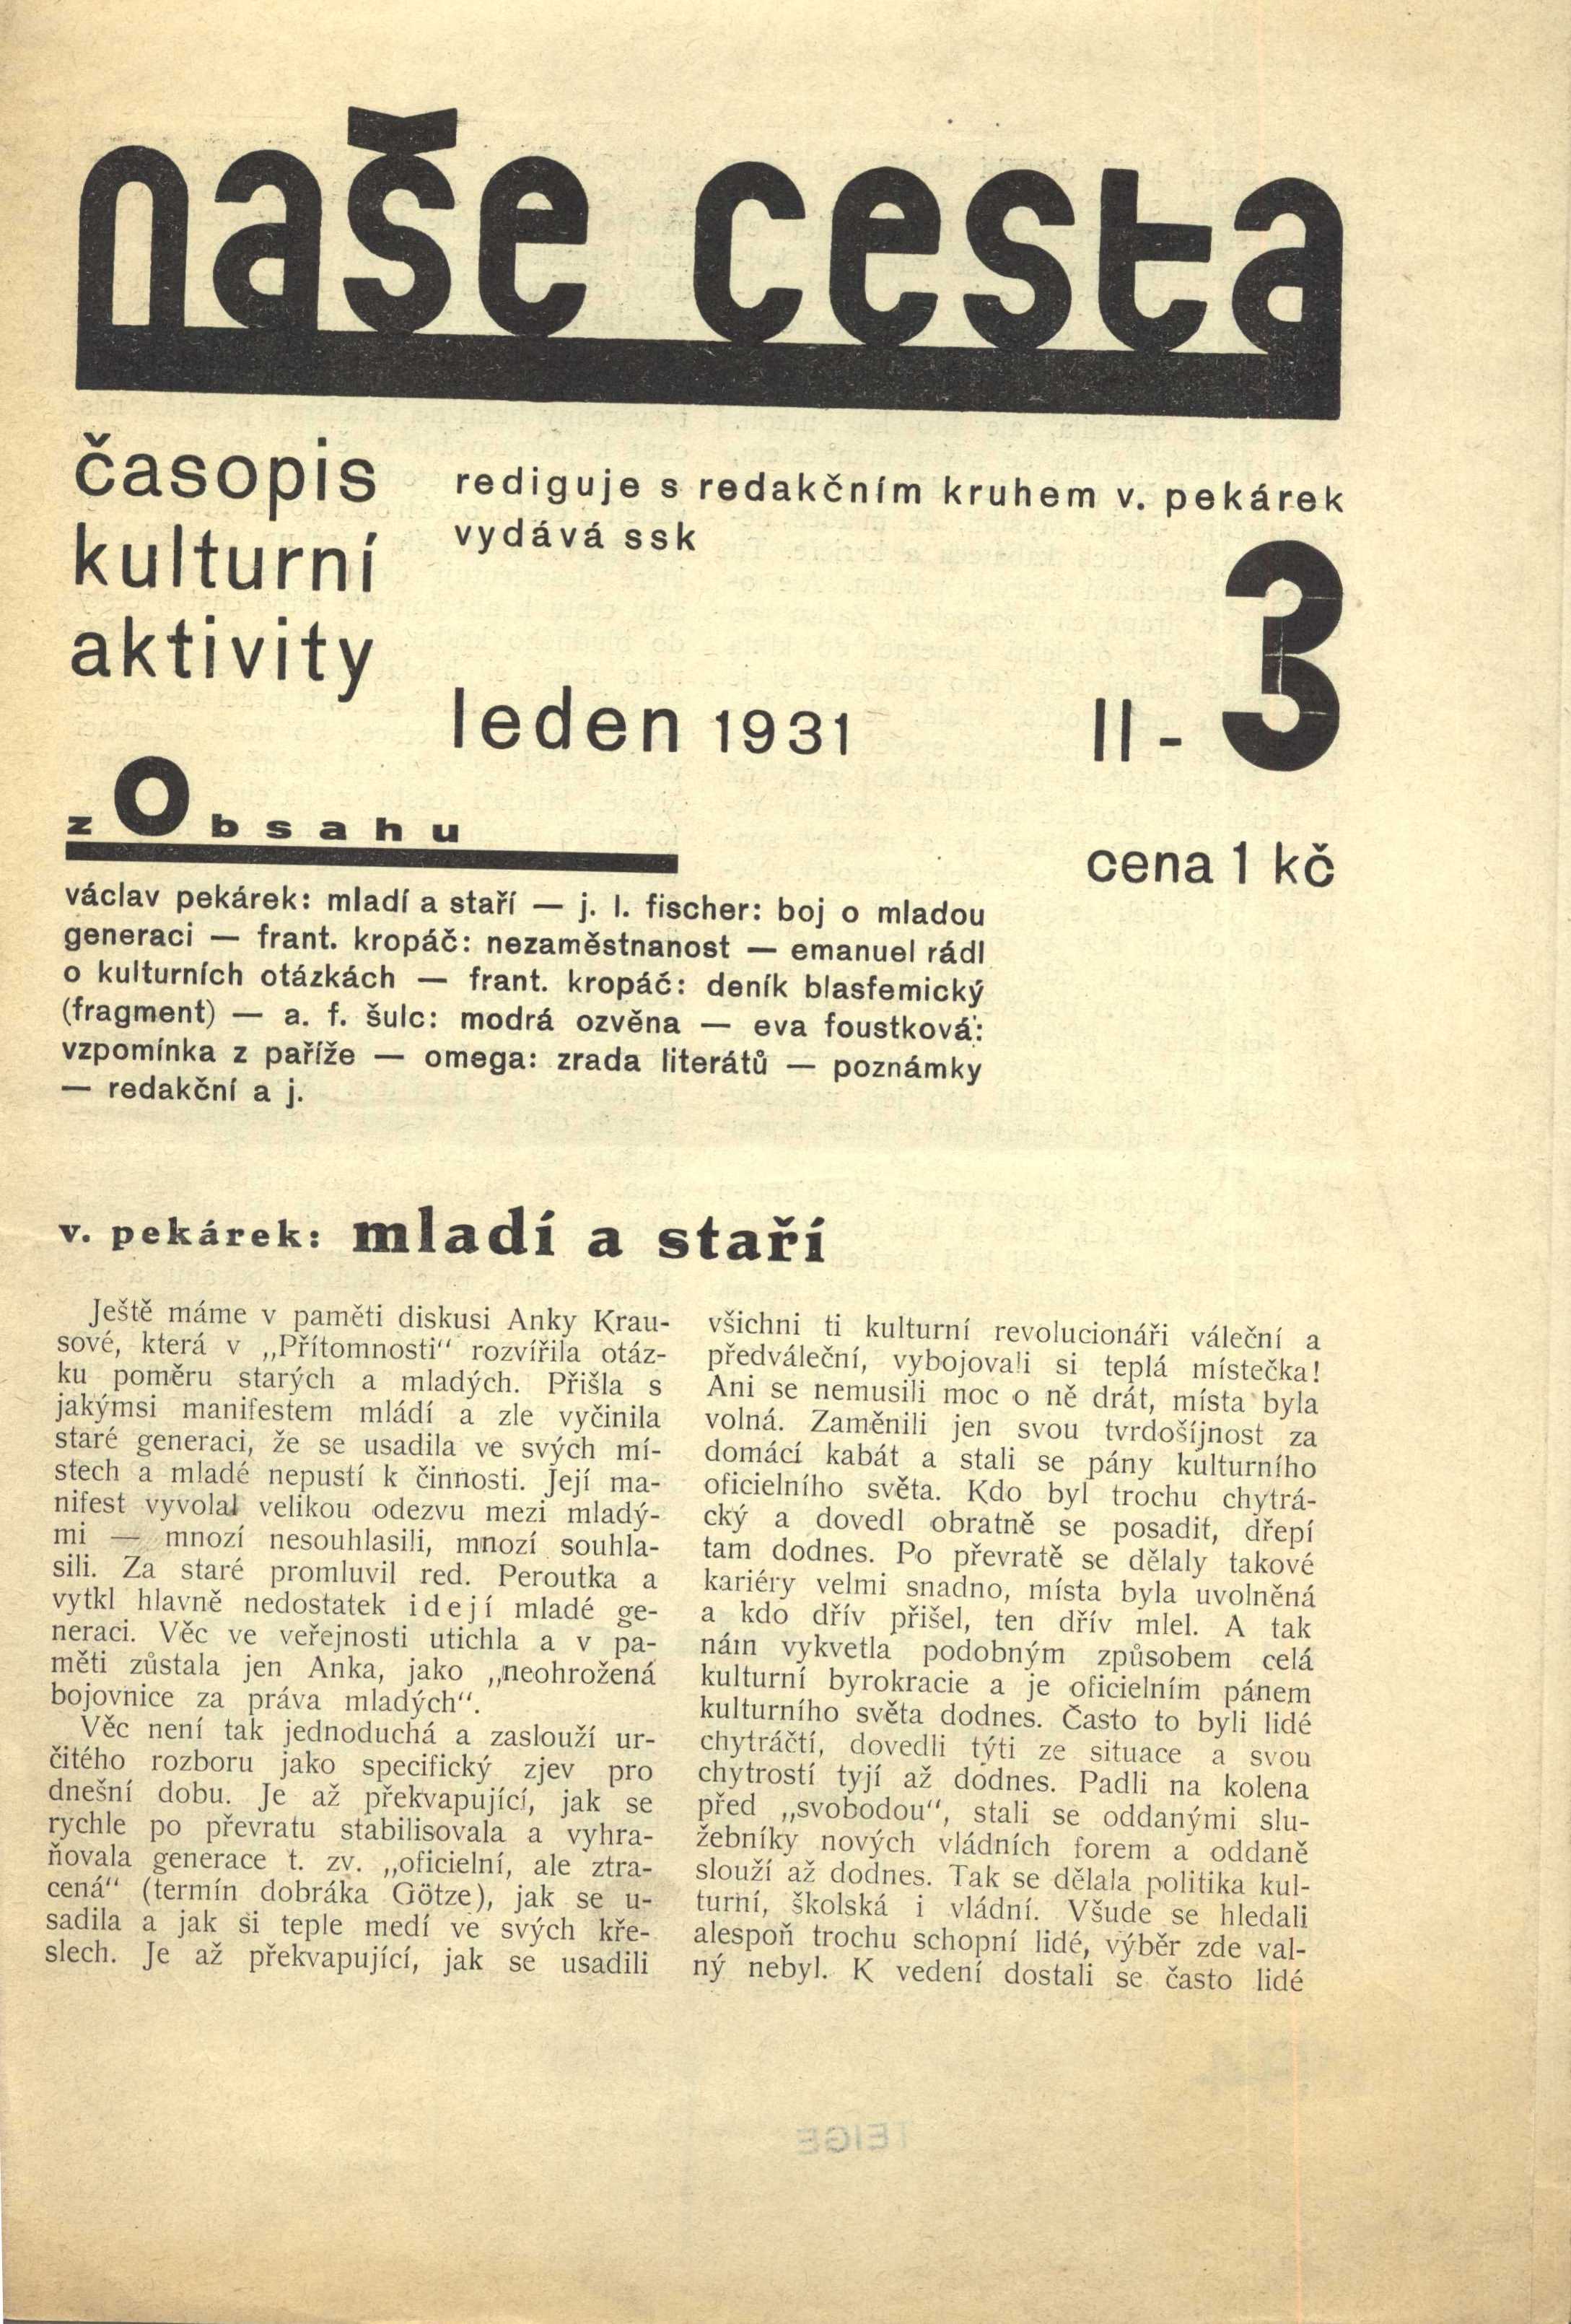 naše cesta
časopis
kulturní
aktivity
rediguje s redakčním kruhem v. pekárek
vydává ssk
leden 1931
II - 3
z Obsahu
cena 1 kč
václav pekárek: mladí a staří — j. l. fischer: boj o mladou
generaci — frant. kropáč: nezaměstnanost — emanuel rádl
o kulturních otázkách — frant. kropáč: deník blasfemický
(fragment) — a. f. šulc: modrá ozvěna — eva foustková:
vzpomínka z paříže — omega: zrada literátů — poznámky
— redakční a j.
v. pekárek: mladí a staří
Ještě máme v paměti diskusi Anky Krau-
sové, která v „Přítomnosti" rozvířila otáz-
ku poměru starých a mladých. Přišla s
jakýmsi manifestem mládí a zle vyčinila
staré generaci, že se usadila ve svých mí-
stech a mladé nepustí k činnosti. Její ma-
nifest vyvolal velikou odezvu mezi mladý-
mi — mnozí nesouhlasili, mnozí souhla-
sili. Za staré promluvil red. Peroutka a
vytkl hlavně nedostatek idejí mladé ge-
neraci. Věc ve veřejnosti utichla a v pa-
měti zůstala jen Anka, jako „neohrožená
bojovnice za práva mladých".
Věc není tak jednoduchá a zaslouží ur-
čitého rozboru jako specifický zjev pro
dnešní dobu. Je až překvapující, jak se
rychle po převratu stabilisovala a vyhra-
ňovala generace t. zv. „oficielní, ale ztra-
cená" (termín dobráka Götze), jak se u-
sadila a jak si teple medí ve svých kře-
slech. Je až překvapující, jak se usadili
všichni ti kulturní revolucionáři váleční a
předváleční, vybojovali si teplá místečka!
Ani se nemusili moc o ně drát, místa byla
volná. Zaměnili jen svou tvrdošíjnost za
domácí kabát a stali se pány kulturního
oficielního světa. Kdo byl trochu chytrá-
cký a dovedl obratně se posadit, dřepí
tam dodnes. Po převratě se dělaly takové
kariéry velmi snadno, místa byla uvolněná
a kdo dřív přišel, ten dřív mlel. A tak
nám vykvetla podobným způsobem celá
kulturní byrokracie a je oficielním pánem
kulturního světa dodnes. Často to byli lidé
chytráčtí, dovedli týti ze situace a svou
chytrostí tyjí až dodnes. Padli na kolena
před „svobodou", stali se oddanými slu-
žebníky nových vládních forem a oddaně
slouží až dodnes. Tak se dělala politika kul-
turní, školská i vládní. Všude se hledali
alespoň trochu schopní lidé, výběr zde val-
ný nebyl. K vedení dostali se často lidé
TEIGE